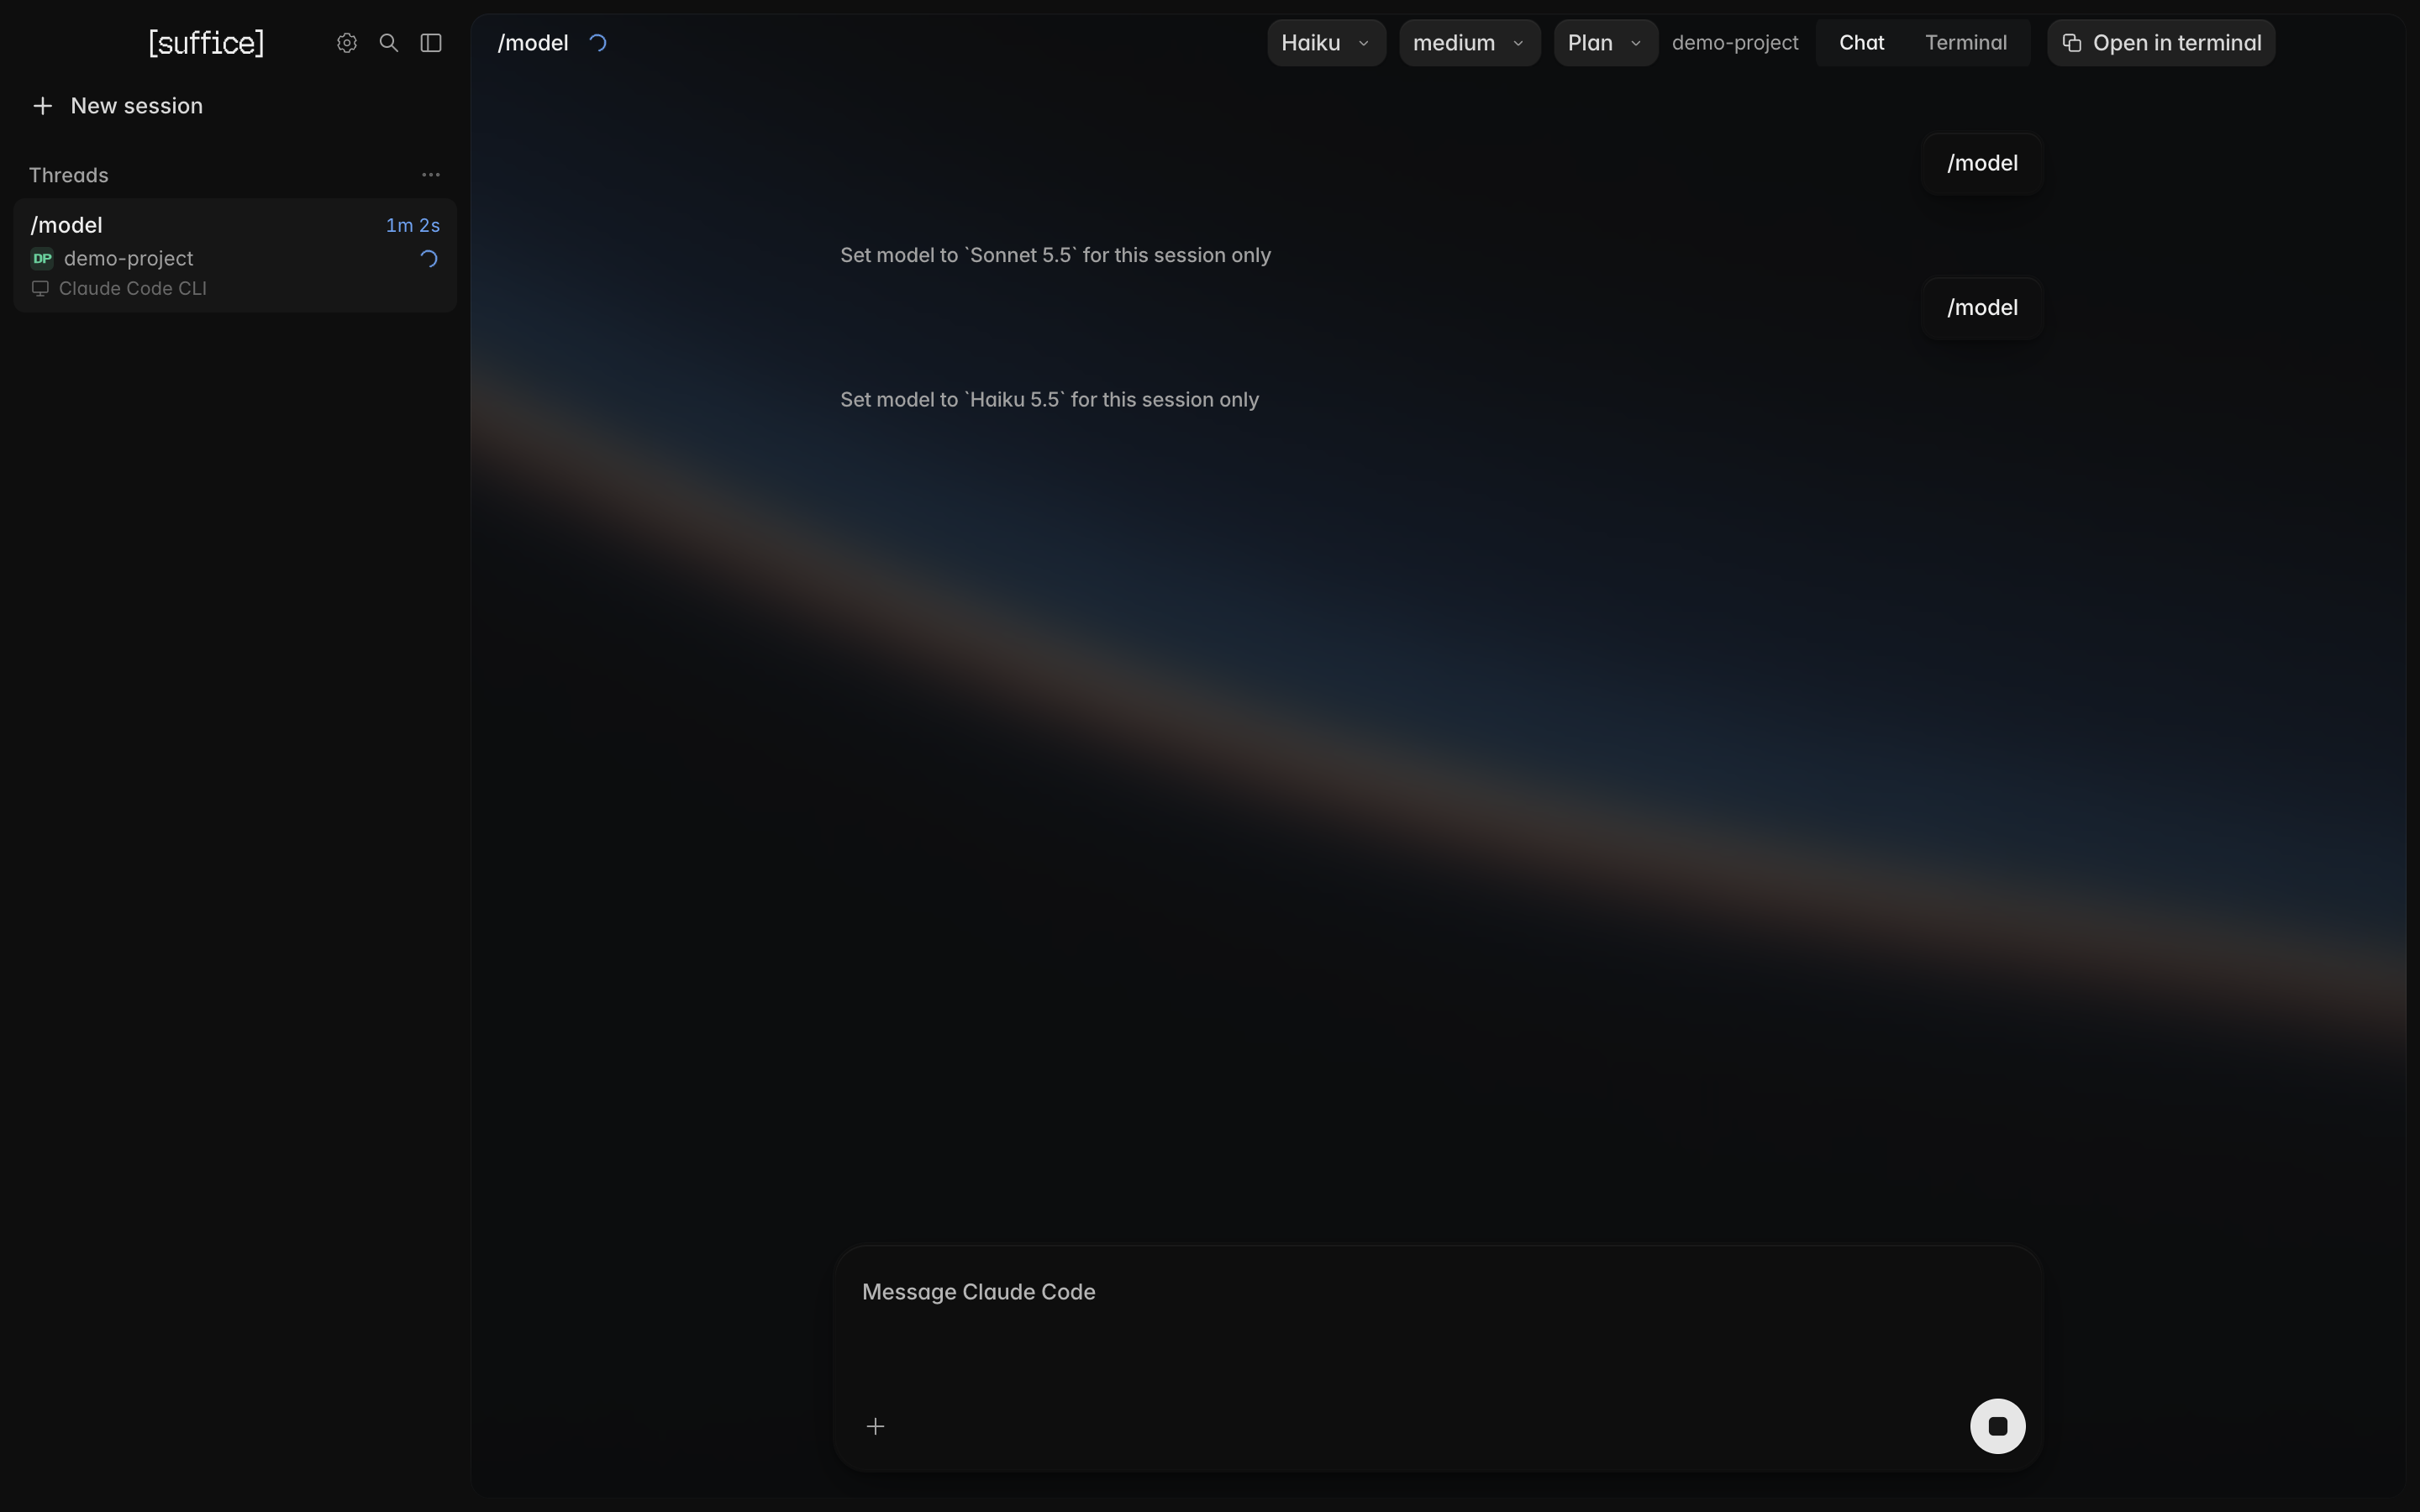 [suffice]
New session
Threads
/model
1m 2s
DP demo-project
Claude Code CLI
/model
Haiku
medium
Plan
demo-project
Chat
Terminal
Open in terminal
/model
Set model to `Sonnet 5.5` for this session only
/model
Set model to `Haiku 5.5` for this session only
Message Claude Code